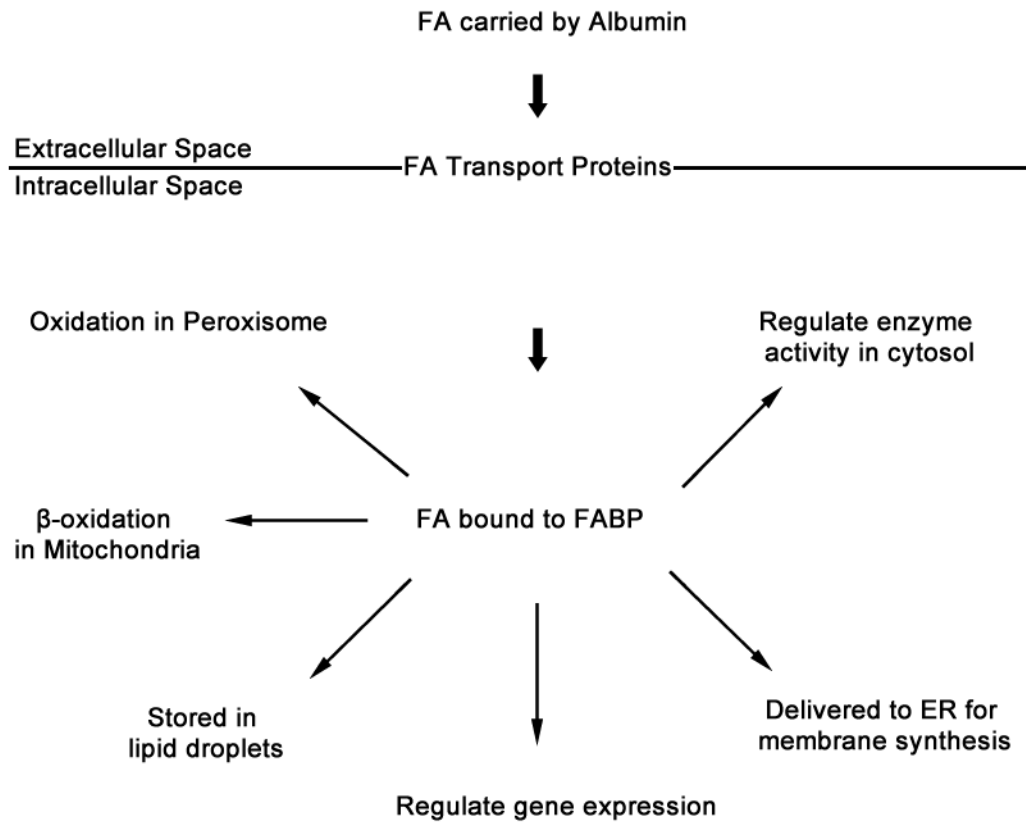 FA carried by Albumin
Extracellular Space
FA Transport Proteins
Intracellular Space
Oxidation in Peroxisome
Regulate enzyme
activity in cytosol
β-oxidation
in Mitochondria
FA bound to FABP
Stored in
lipid droplets
Delivered to ER for
membrane synthesis
Regulate gene expression